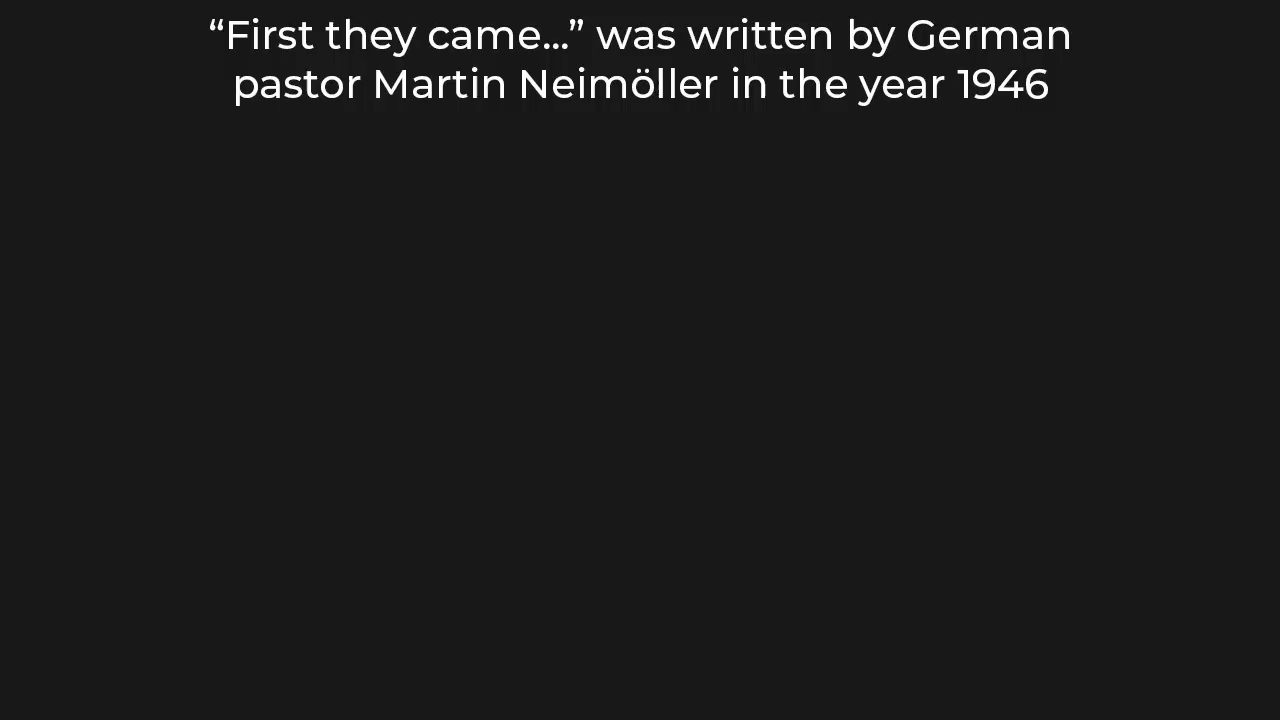 “First they came...” was written by German
pastor Martin Neimöller in the year 1946